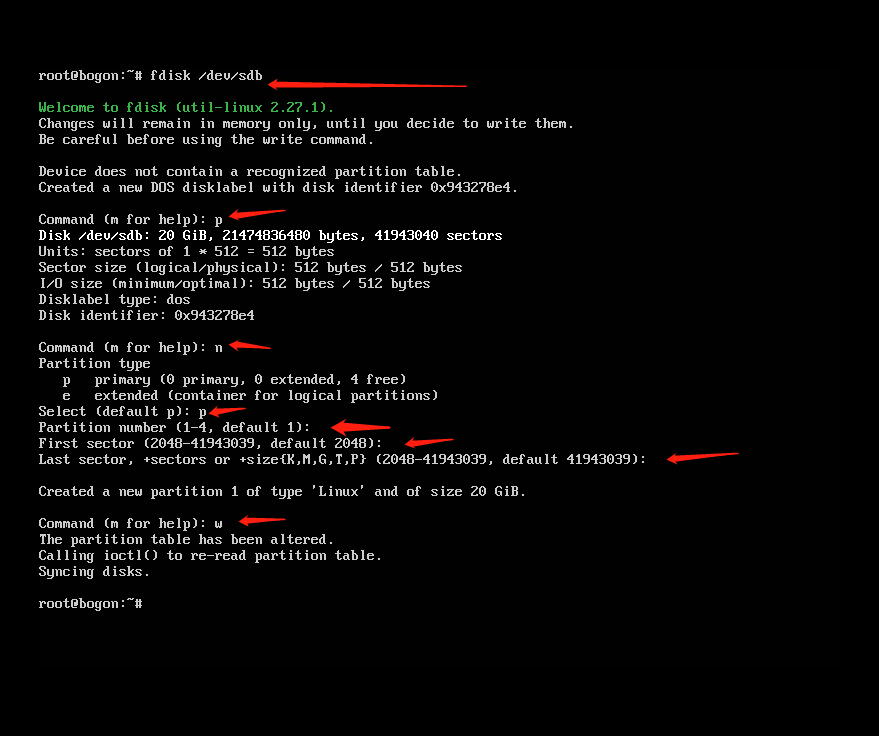 root@bogon:~# fdisk /dev/sdb
Welcome to fdisk (util-linux 2.27.1).
Changes will remain in memory only, until you decide to write them.
Be careful before using the write command.
Device does not contain a recognized partition table.
Created a new DOS disklabel with disk identifier 0x943278e4.
Command (m for help): p
Disk /dev/sdb: 20 GiB, 21474836480 bytes, 41943040 sectors
Units: sectors of 1 * 512 = 512 bytes
Sector size (logical/physical): 512 bytes / 512 bytes
I/O size (minimum/optimal): 512 bytes / 512 bytes
Disklabel type: dos
Disk identifier: 0x943278e4
Command (m for help): n
Partition type
   p   primary (0 primary, 0 extended, 4 free)
   e   extended (container for logical partitions)
Select (default p): p
Partition number (1-4, default 1):
First sector (2048-41943039, default 2048):
Last sector, +sectors or +size{K,M,G,T,P} (2048-41943039, default 41943039):
Created a new partition 1 of type 'Linux' and of size 20 GiB.
Command (m for help): w
The partition table has been altered.
Calling ioctl() to re-read partition table.
Syncing disks.
root@bogon:~#